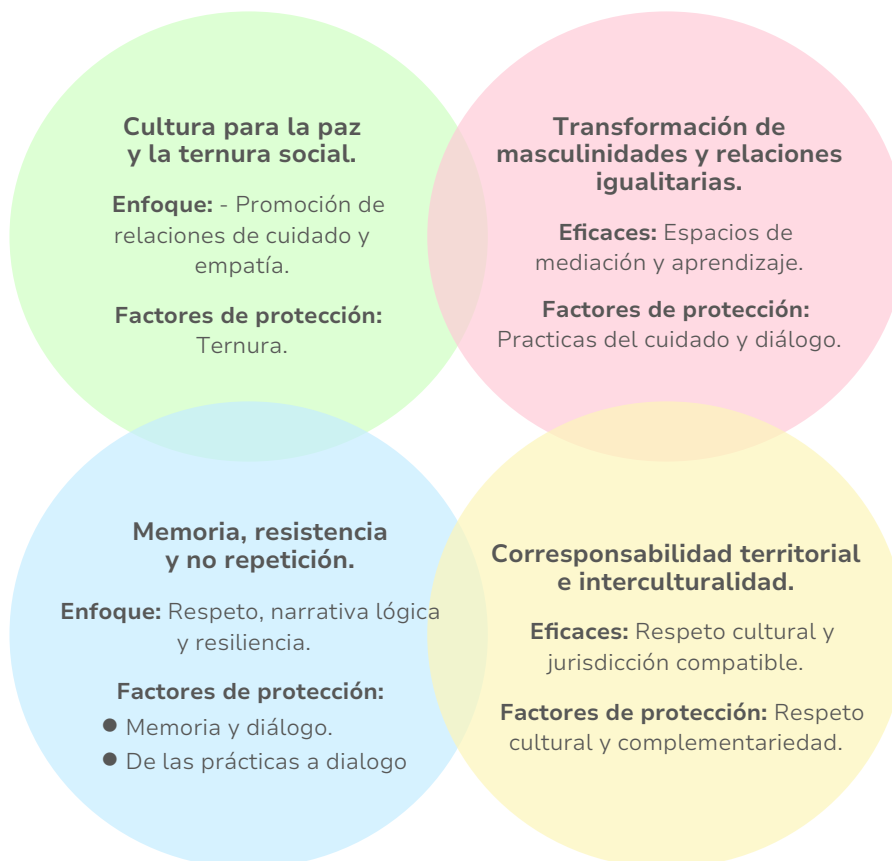 Cultura para la paz
y la ternura social.
Enfoque: - Promoción de
relaciones de cuidado y
empatía.
Factores de protección:
Ternura.
Transformación de
masculinidades y relaciones
igualitarias.
Eficaces: Espacios de
mediación y aprendizaje.
Factores de protección:
Practicas del cuidado y diálogo.
Memoria, resistencia
y no repetición.
Enfoque: Respeto, narrativa lógica
y resiliencia.
Factores de protección:
● Memoria y diálogo.
● De las prácticas a dialogo
Corresponsabilidad territorial
e interculturalidad.
Eficaces: Respeto cultural y
jurisdicción compatible.
Factores de protección: Respeto
cultural y complementariedad.